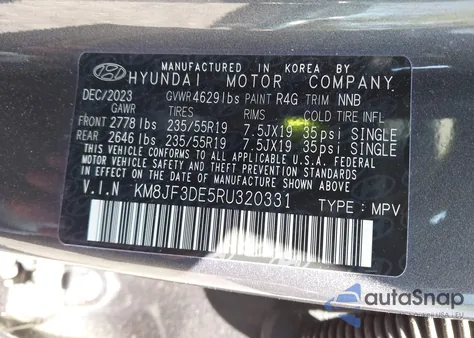 MANUFACTURED IN KOREA BY
HYUNDAI MOTOR COMPANY
DEC/2023 GVWR 4629lbs PAINT R4G TRIM NNB
GAWR TIRES RIMS COLD TIRE INFL
FRONT 2778 lbs 235/55R19 7.5JX19 35psi SINGLE
REAR 2646 lbs 235/55R19 7.5JX19 35psi SINGLE
THIS VEHICLE CONFORMS TO ALL APPLICABLE U.S.A. FEDERAL
MOTOR VEHICLE SAFETY, BUMPER, AND THEFT PREVENTION
STANDARDS IN EFFECT ON THE DATE OF MANUFACTURE SHOWN ABOVE.
V.I.N KM8JF3DE5RU320331 TYPE : MPV
autoSnap